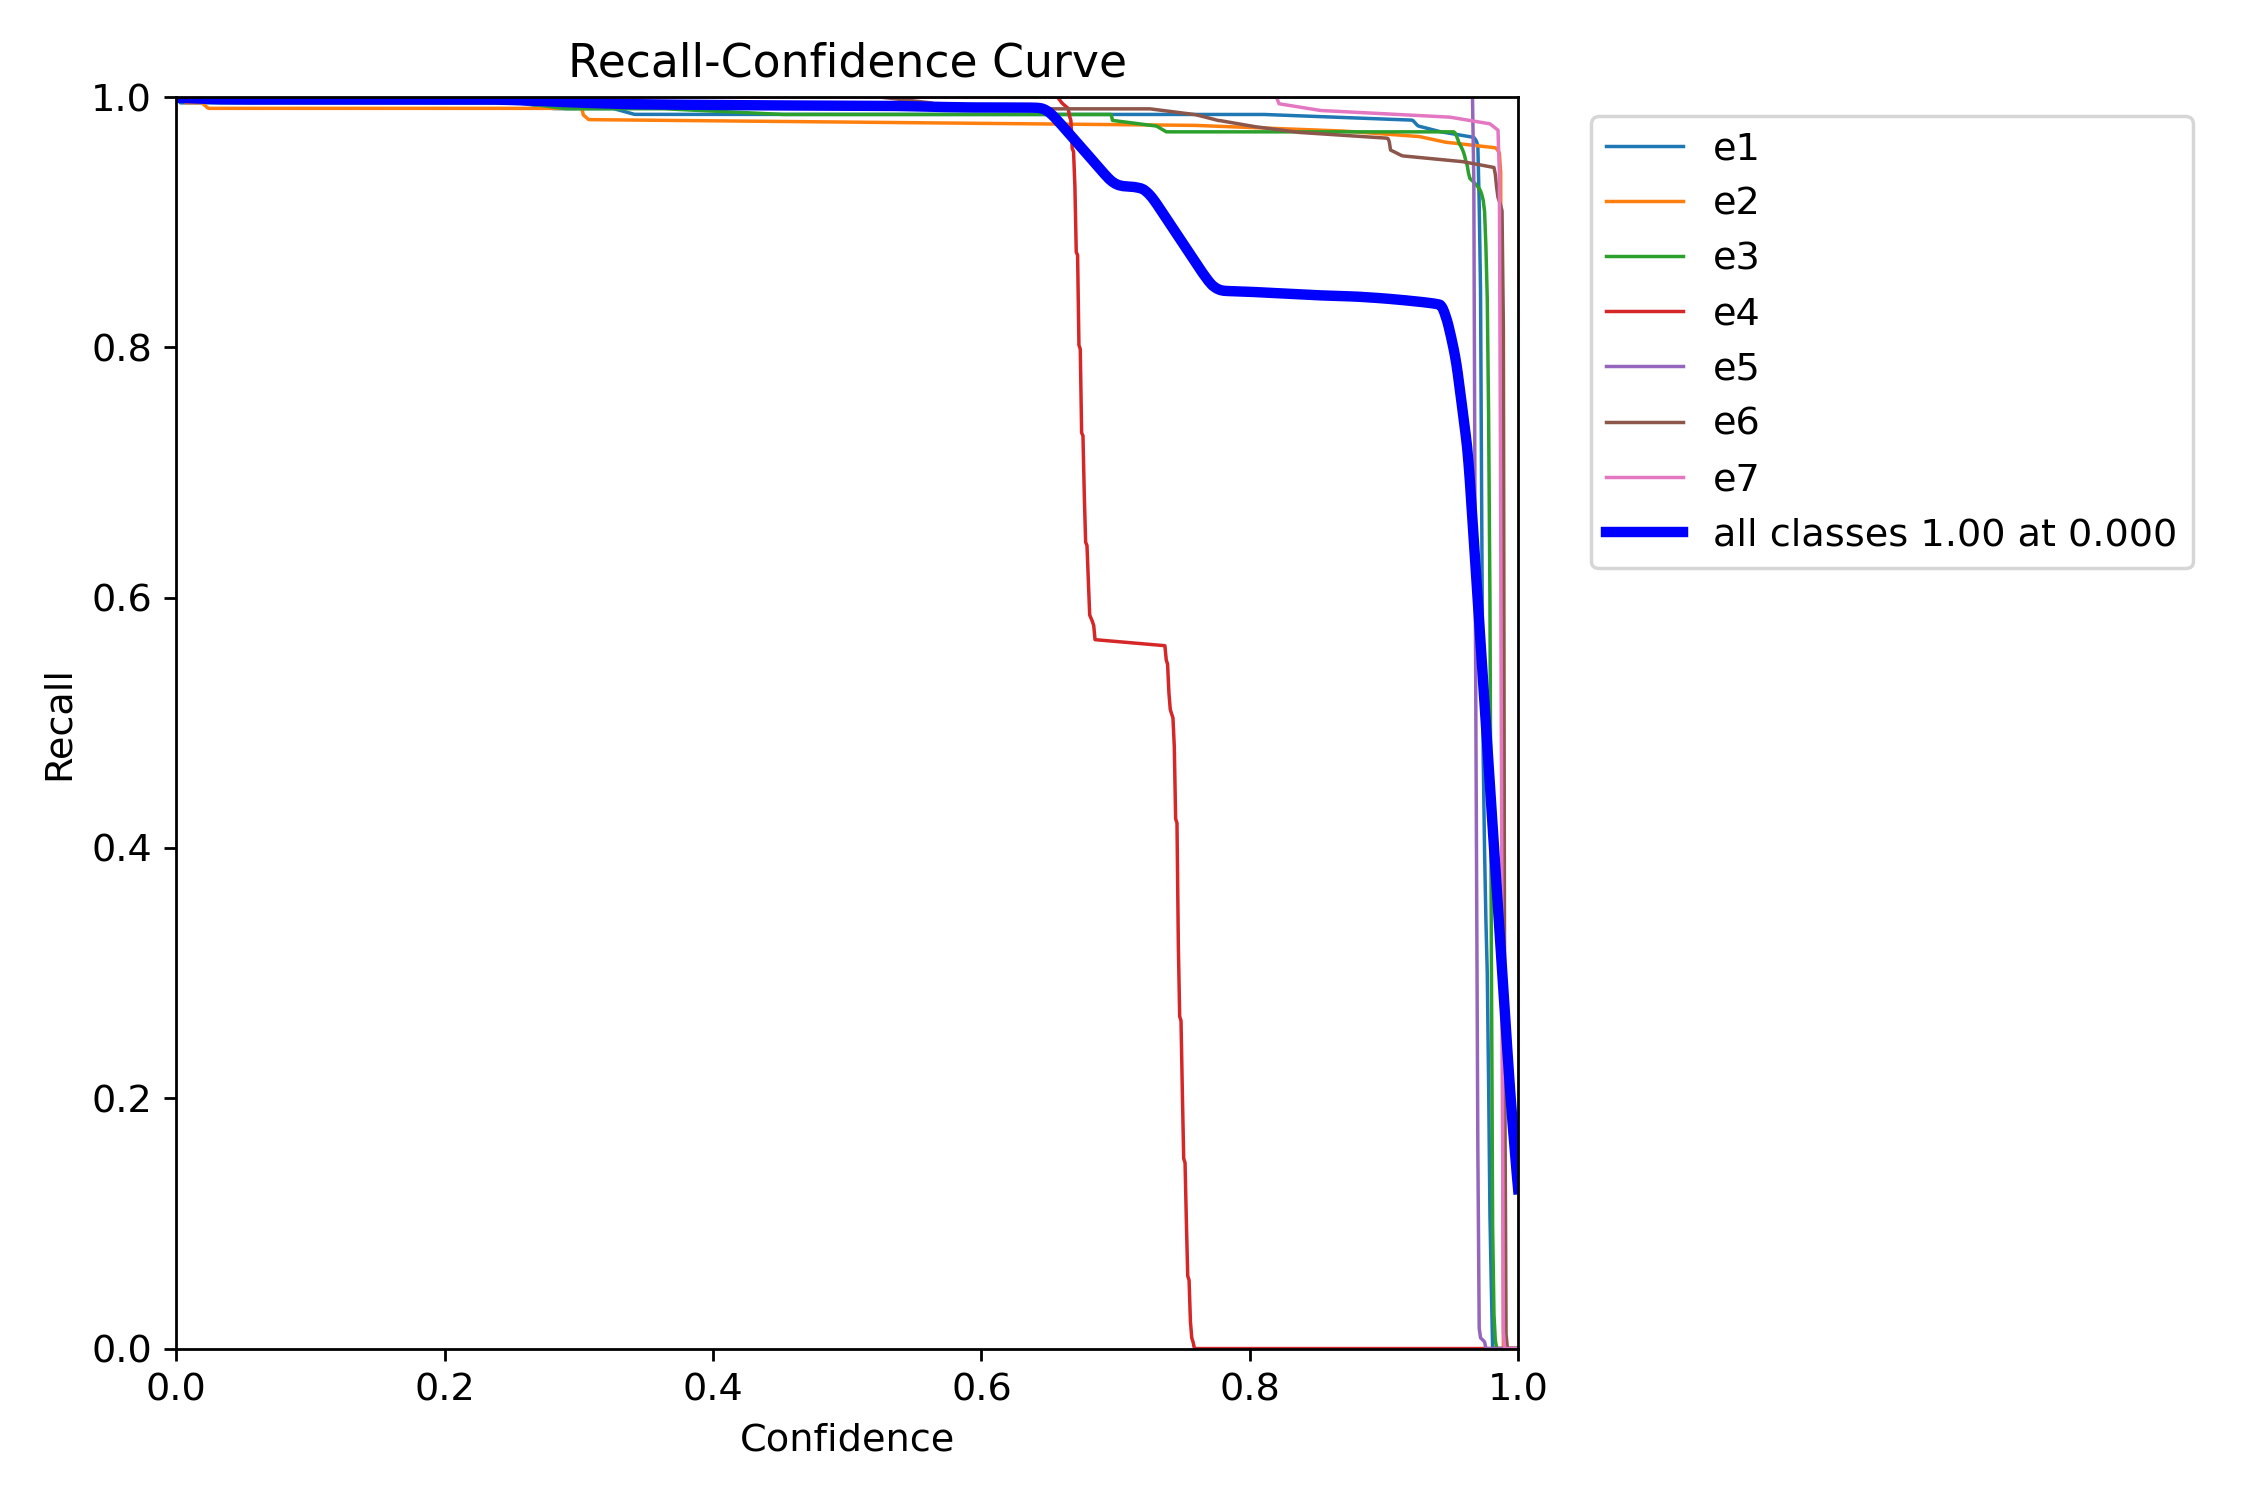 Recall-Confidence Curve
1.0
0.8
0.6
0.4
0.2
0.0
Recall
0.0 0.2 0.4 0.6 0.8 1.0
Confidence
e1
e2
e3
e4
e5
e6
e7
all classes 1.00 at 0.000